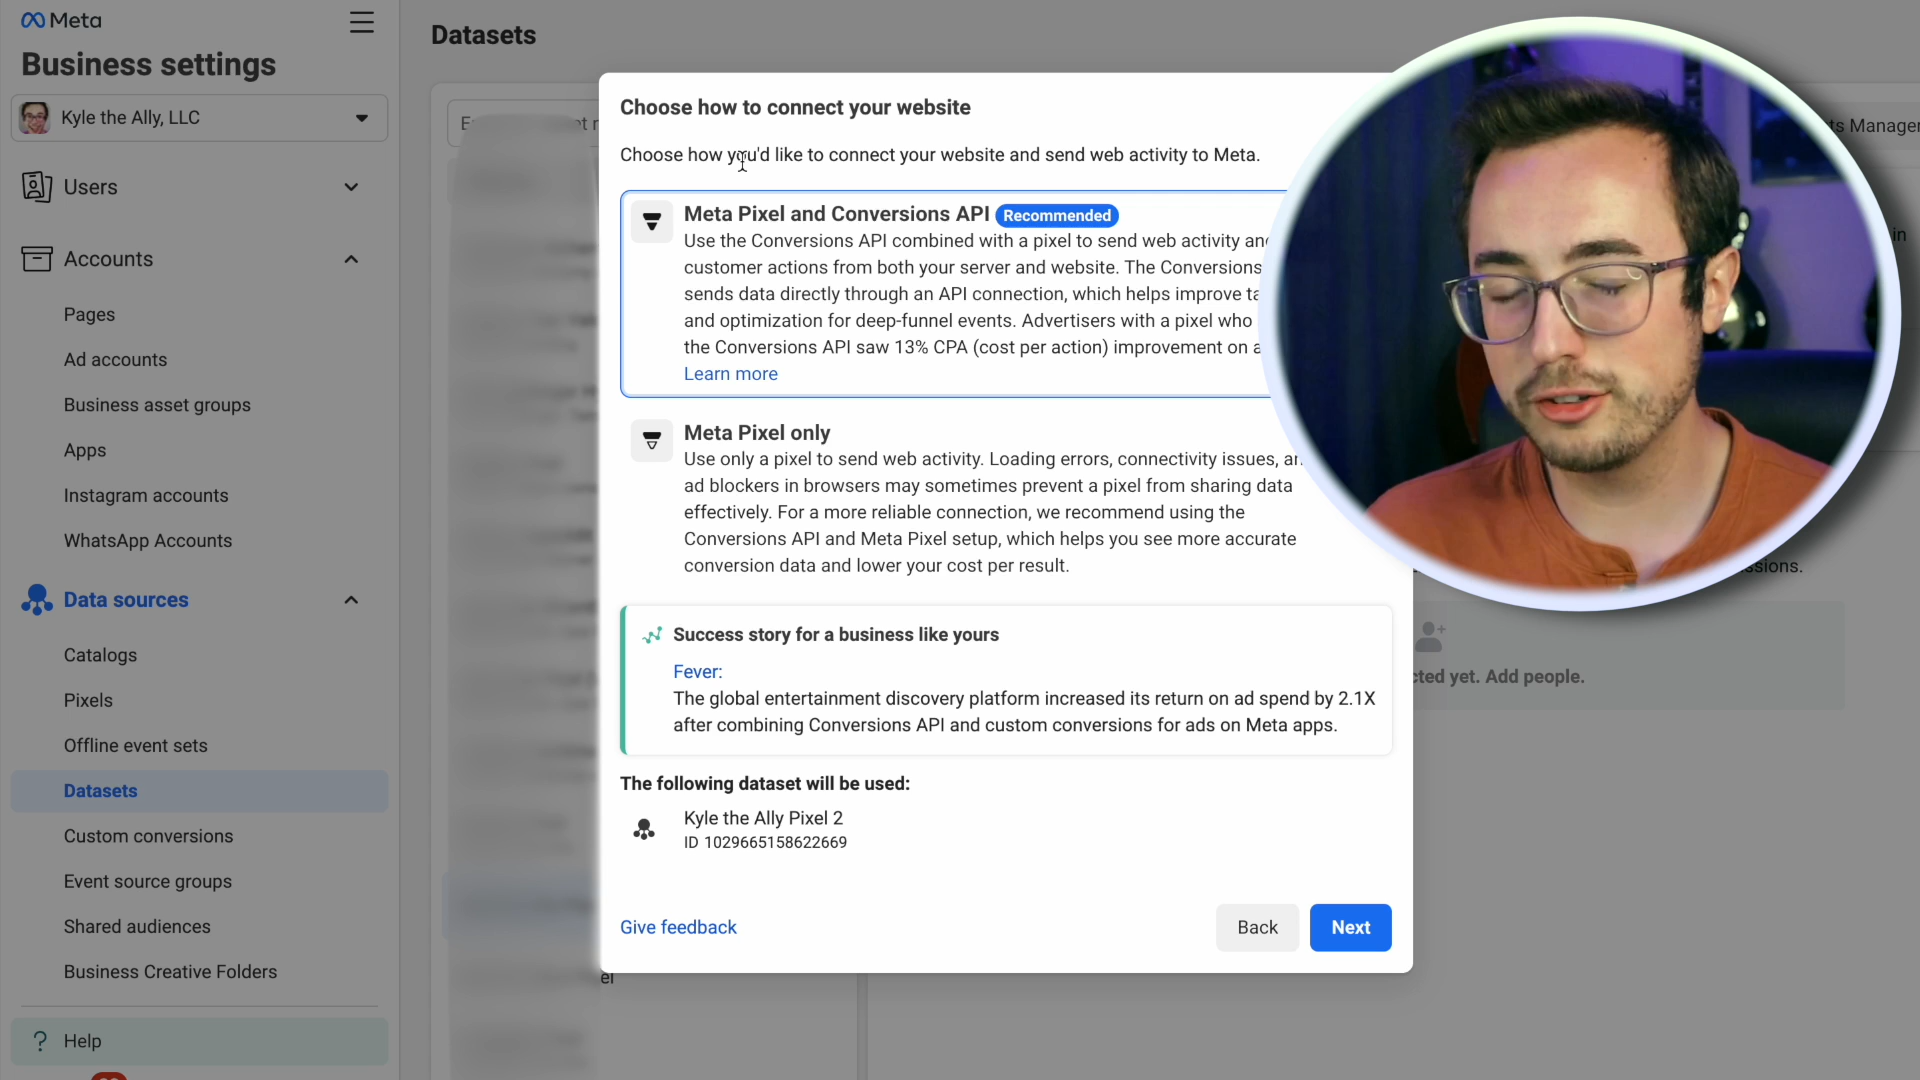 Meta
Business settings
Kyle the Ally, LLC
Users
Accounts
Pages
Ad accounts
Business asset groups
Apps
Instagram accounts
WhatsApp Accounts
Data sources
Catalogs
Pixels
Offline event sets
Datasets
Custom conversions
Event source groups
Shared audiences
Business Creative Folders
? Help
Datasets
Choose how to connect your website
Choose how you'd like to connect your website and send web activity to Meta.
Meta Pixel and Conversions API Recommended
Use the Conversions API combined with a pixel to send web activity
customer actions from both your server and website. The Conversions
sends data directly through an API connection, which helps improve
and optimization for deep-funnel events. Advertisers with a pixel who
the Conversions API saw 13% CPA (cost per action) improvement on
Learn more
Meta Pixel only
Use only a pixel to send web activity. Loading errors, connectivity issues,
ad blockers in browsers may sometimes prevent a pixel from sharing data
effectively. For a more reliable connection, we recommend using the
Conversions API and Meta Pixel setup, which helps you see more accurate
conversion data and lower your cost per result.
Success story for a business like yours
Fever:
The global entertainment discovery platform increased its return on ad spend by 2.1X
after combining Conversions API and custom conversions for ads on Meta apps.
The following dataset will be used:
Kyle the Ally Pixel 2
ID 1029665158622669
Give feedback
Back
Next
Manager
in
yet. Add people.